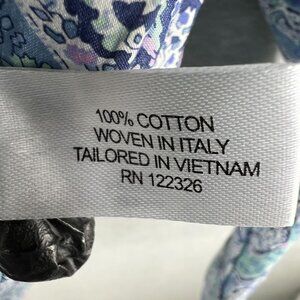 100% COTTON
WOVEN IN ITALY
TAILORED IN VIETNAM
RN 122326